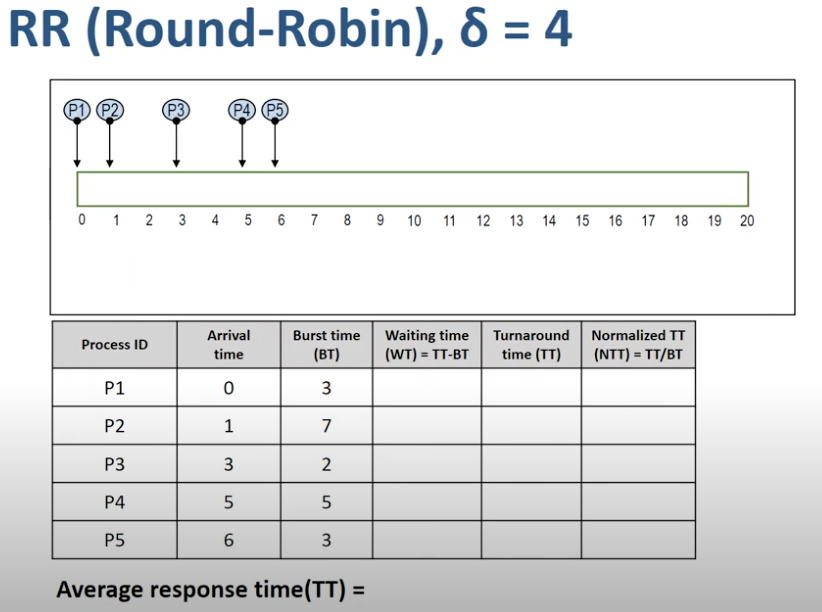 RR (Round-Robin), δ = 4
P1 P2 P3 P4 P5
0 1 2 3 4 5 6 7 8 9 10 11 12 13 14 15 16 17 18 19 20
Process ID Arrival time Burst time (BT) Waiting time (WT) = TT-BT Turnaround time (TT) Normalized TT (NTT) = TT/BT
P1 0 3
P2 1 7
P3 3 2
P4 5 5
P5 6 3
Average response time(TT) =